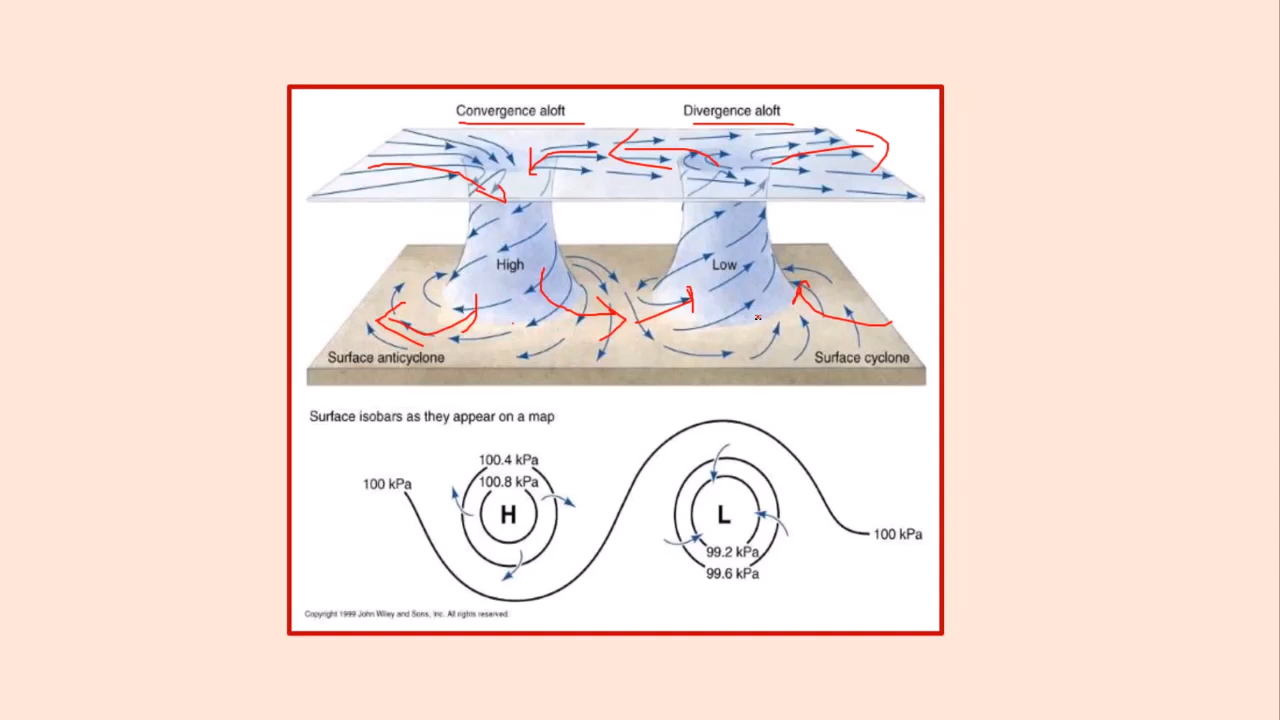 Convergence aloft
Divergence aloft
High
Low
Surface anticyclone
Surface cyclone
Surface isobars as they appear on a map
100 kPa
100.4 kPa
100.8 kPa
H
L
99.2 kPa
99.6 kPa
100 kPa
Copyright 1999 John Wiley and Sons, Inc. All rights reserved.